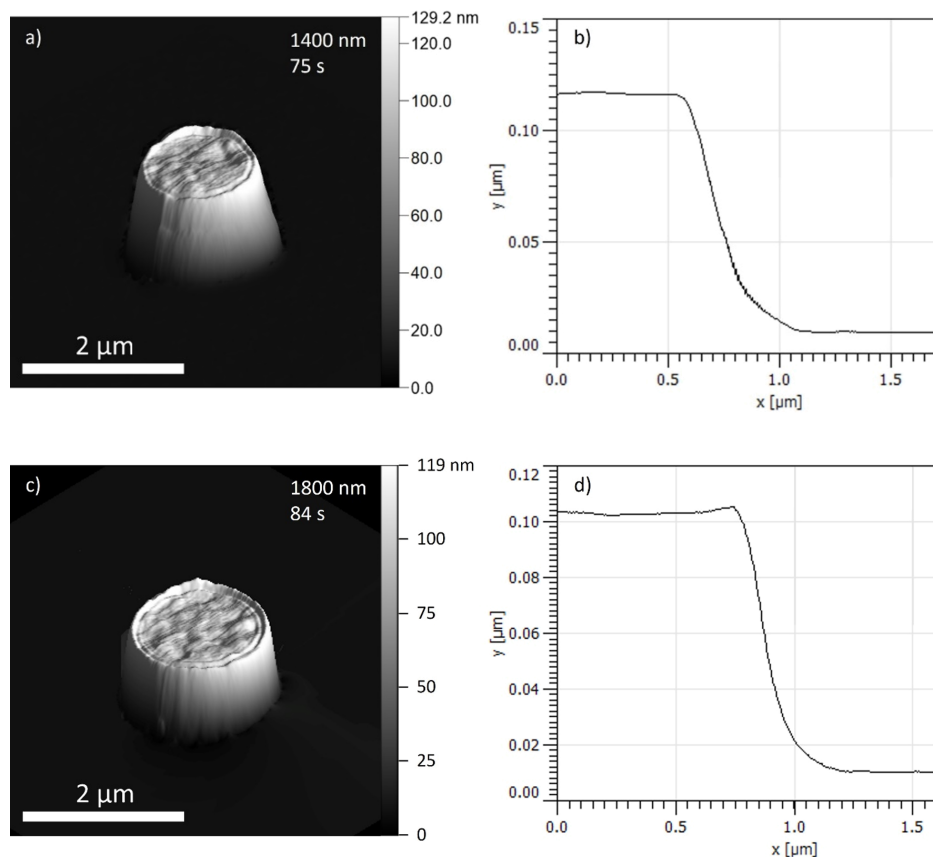 a)
1400 nm
75 s
129.2 nm
120.0
100.0
80.0
60.0
40.0
20.0
0.0
2 µm
b)
0.15
0.10
0.05
0.00
y [µm]
0.0
0.5
1.0
1.5
x [µm]
c)
1800 nm
84 s
119 nm
100
75
50
25
0
2 µm
d)
0.12
0.10
0.08
0.06
0.04
0.02
0.00
y [µm]
0.0
0.5
1.0
1.5
x [µm]